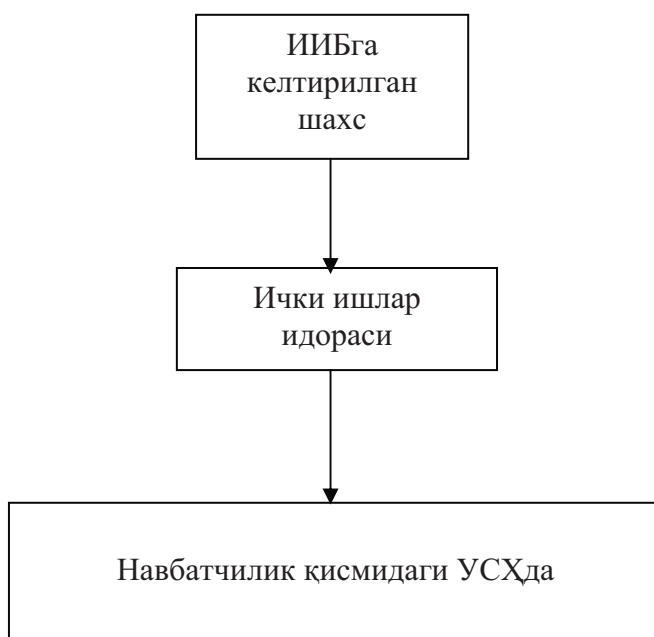 ИИБга
келтирилган
шахс
Ички ишлар
идораси
Навбатчилик қисмидаги УСҲда